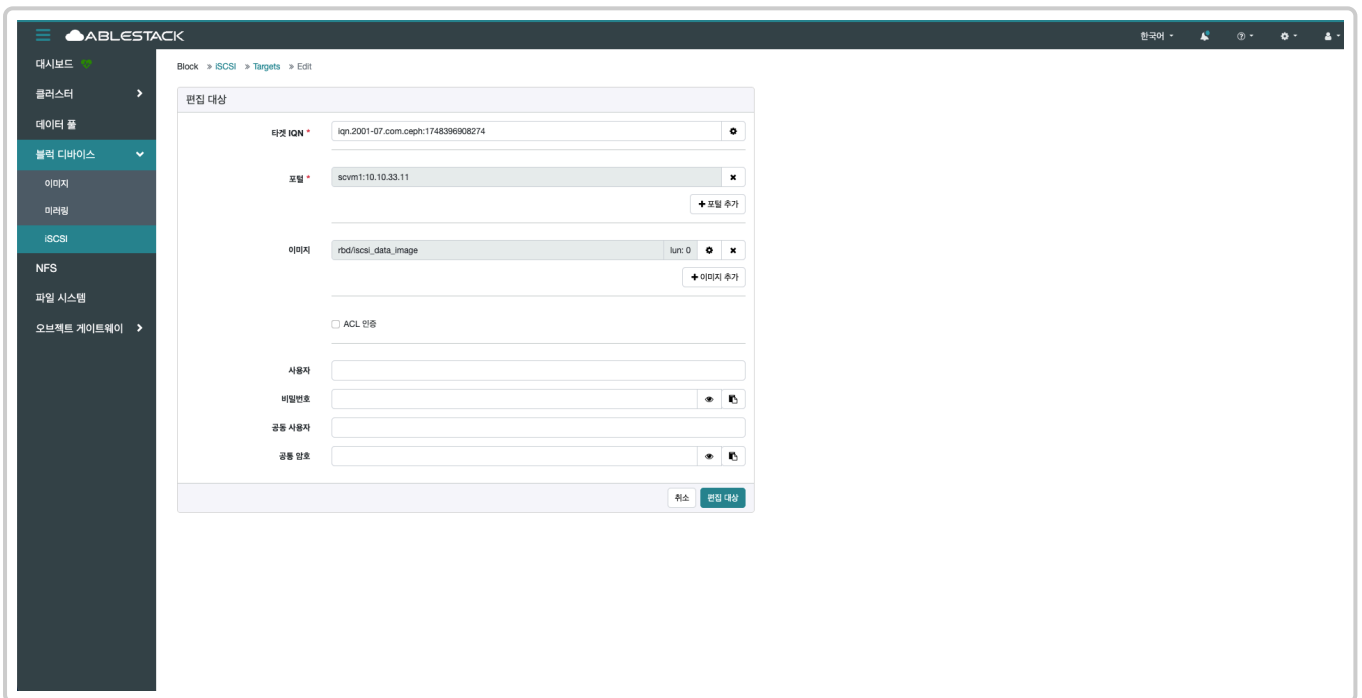 ABLESTACK
한국어
대시보드
클러스터
데이터 풀
블럭 디바이스
이미지
미러링
iSCSI
NFS
파일 시스템
오브젝트 게이트웨이
Block » iSCSI » Targets » Edit
편집 대상
타겟 IQN *
iqn.2001-07.com.ceph:1748396908274
포털 *
scvm1:10.10.33.11
+ 포털 추가
이미지
rbd/iscsi_data_image
lun: 0
+ 이미지 추가
ACL 인증
사용자
비밀번호
공통 사용자
공통 암호
취소
편집 대상